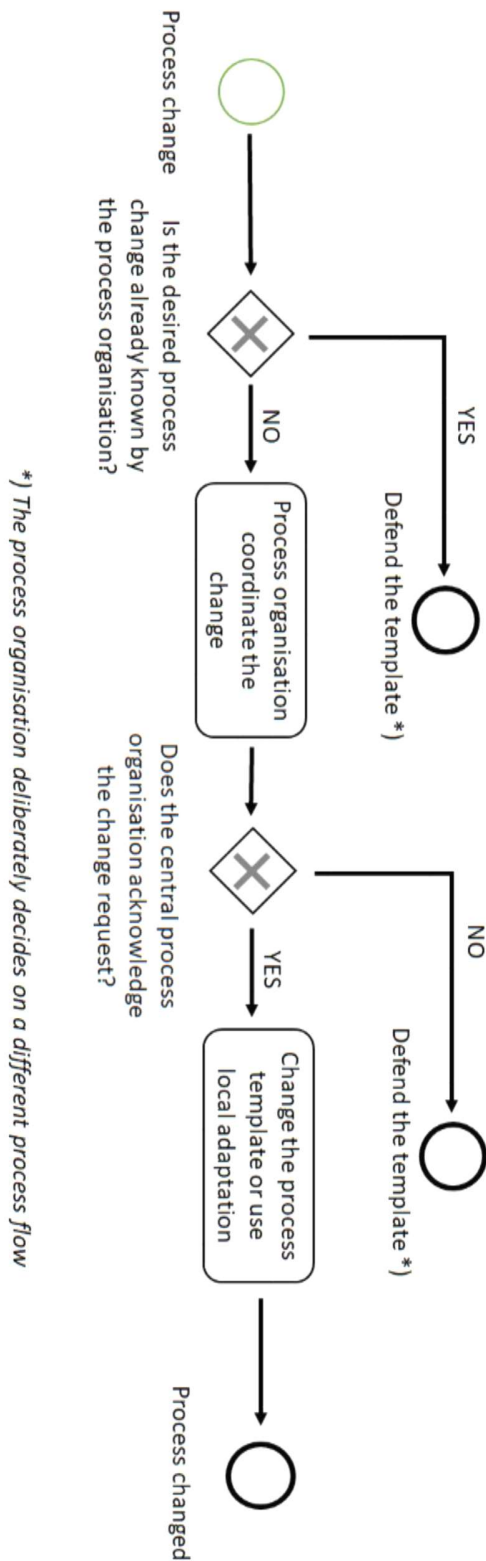 YES
Defend the template *)
NO
Defend the template *)
Process change
Is the desired process
change already known by
the process organisation?
NO
Process organisation
coordinate the
change
Does the central process
organisation acknowledge
the change request?
YES
Change the process
template or use
local adaptation
Process changed
*) The process organisation deliberately decides on a different process flow